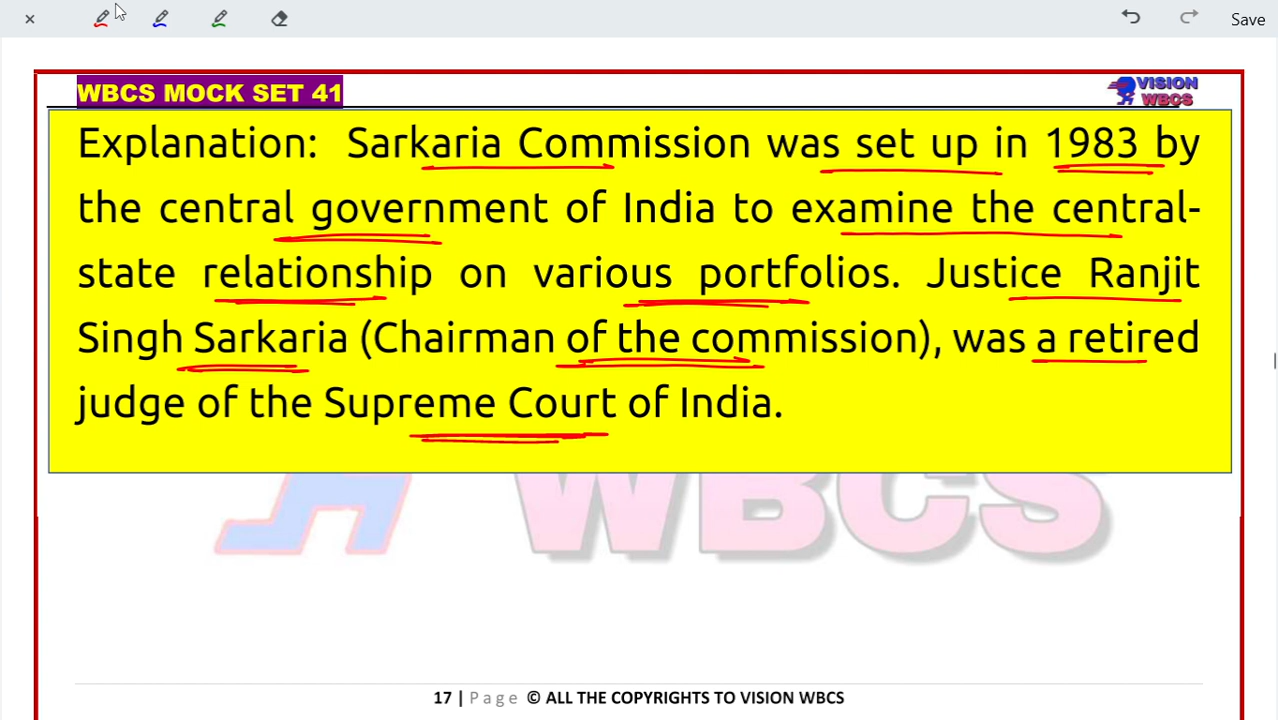 Save
WBCS MOCK SET 41
VISION
WBCS
Explanation: Sarkaria Commission was set up in 1983 by
the central government of India to examine the central-
state relationship on various portfolios. Justice Ranjit
Singh Sarkaria (Chairman of the commission), was a retired
judge of the Supreme Court of India.
WBCS
17 | Page © ALL THE COPYRIGHTS TO VISION WBCS